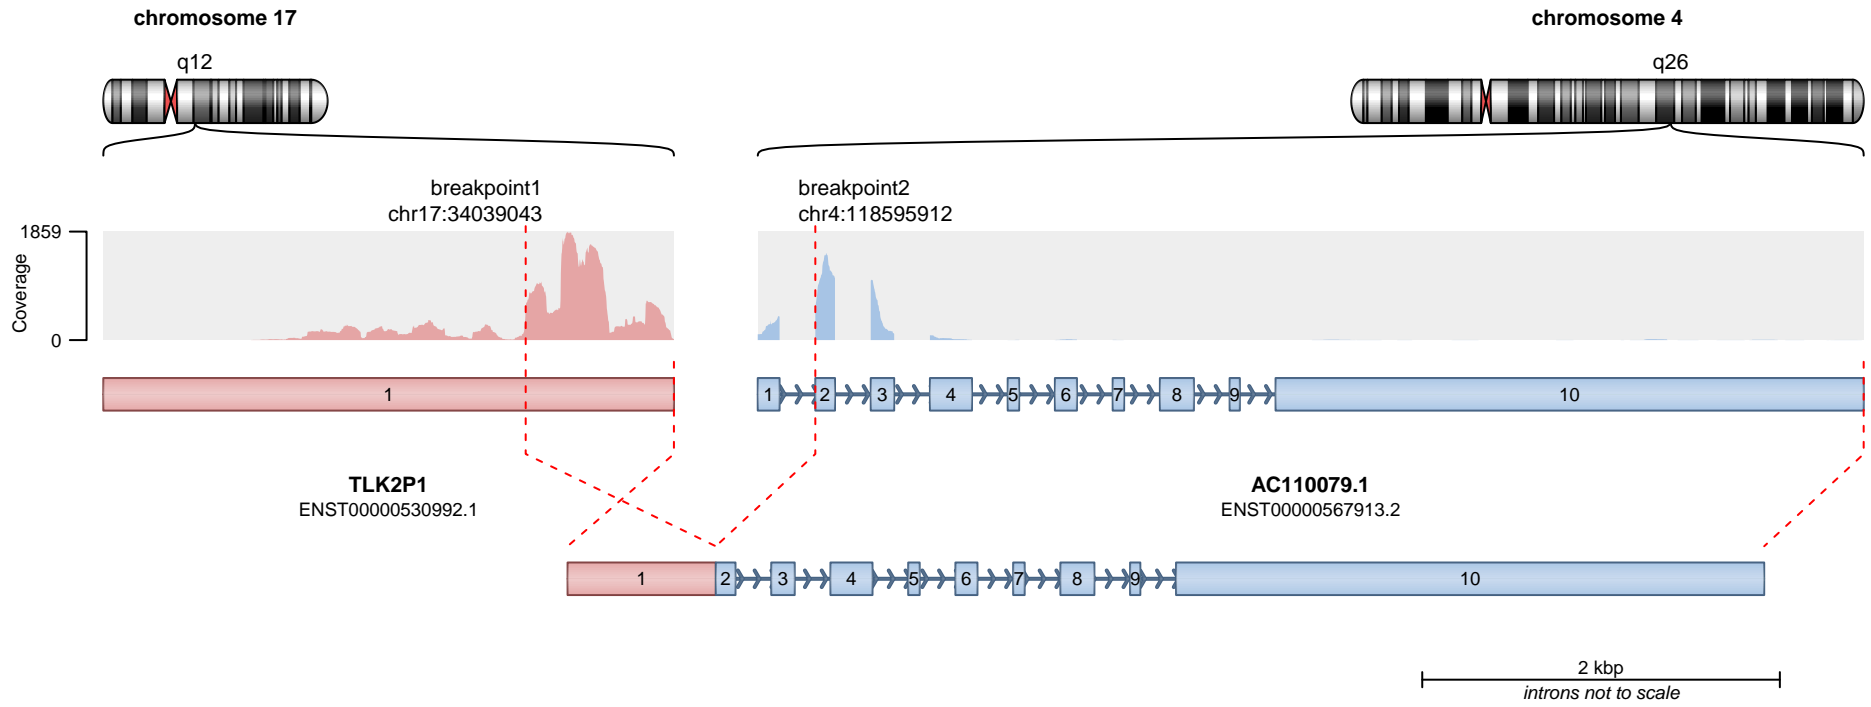 chromosome 17
chromosome 4
q12
q26
breakpoint1
chr17:34039043
breakpoint2
chr4:118595912
1859
Coverage
0
1
1 2 3 4 5 6 7 8 9 10
TLK2P1
ENST00000530992.1
AC110079.1
ENST00000567913.2
1 2 3 4 5 6 7 8 9 10
2 kbp
introns not to scale